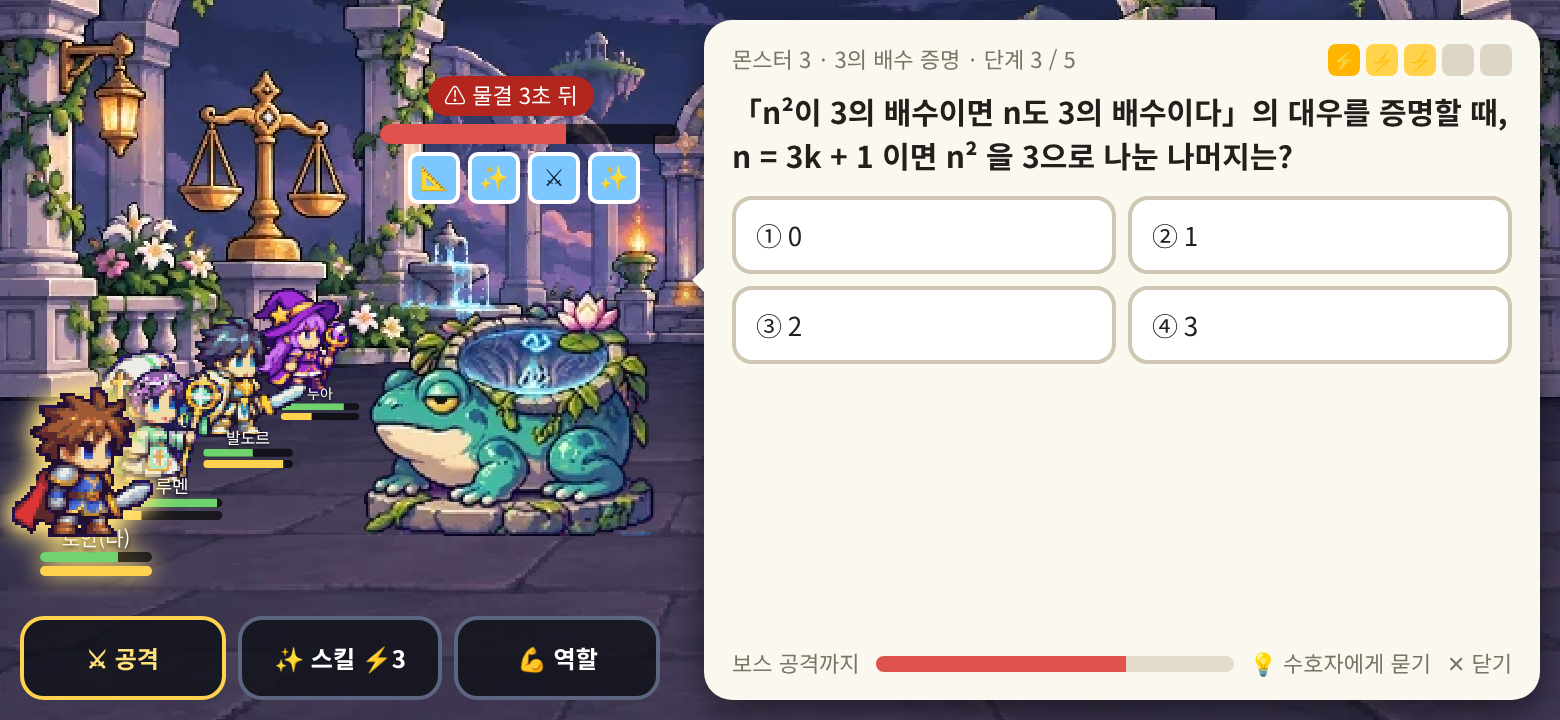 몬스터 3 · 3의 배수 증명 · 단계 3 / 5
「n²이 3의 배수이면 n도 3의 배수이다」의 대우를 증명할 때,
n = 3k + 1 이면 n² 을 3으로 나눈 나머지는?
① 0
② 1
③ 2
④ 3
보스 공격까지
💡 수호자에게 묻기
✕ 닫기
⚠ 물결 3초 뒤
누아
발도르
루멘
⚔ 공격
✨ 스킬 ⚡3
💪 역할